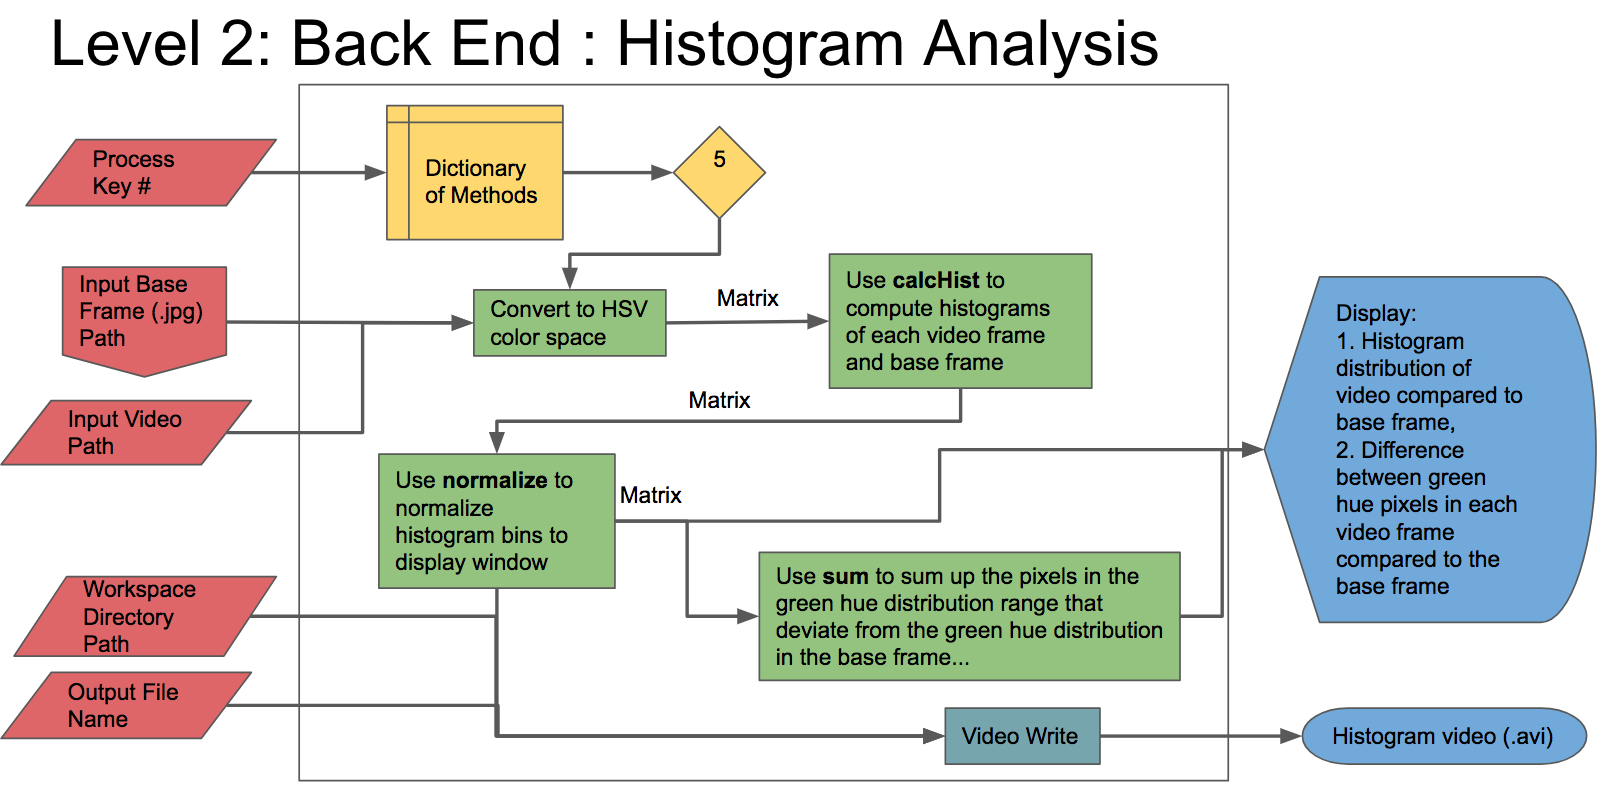 Level 2: Back End : Histogram Analysis
Process
Key #
Dictionary
of Methods
5
Input Base
Frame (.jpg)
Path
Convert to HSV
color space
Matrix
Use calcHist to
compute histograms
of each video frame
and base frame
Input Video
Path
Matrix
Use normalize to
normalize
histogram bins to
display window
Matrix
Display:
1. Histogram
distribution of
video compared to
base frame,
2. Difference
between green
hue pixels in each
video frame
compared to the
base frame
Workspace
Directory
Path
Use sum to sum up the pixels in the
green hue distribution range that
deviate from the green hue distribution
in the base frame...
Output File
Name
Video Write
Histogram video (.avi)